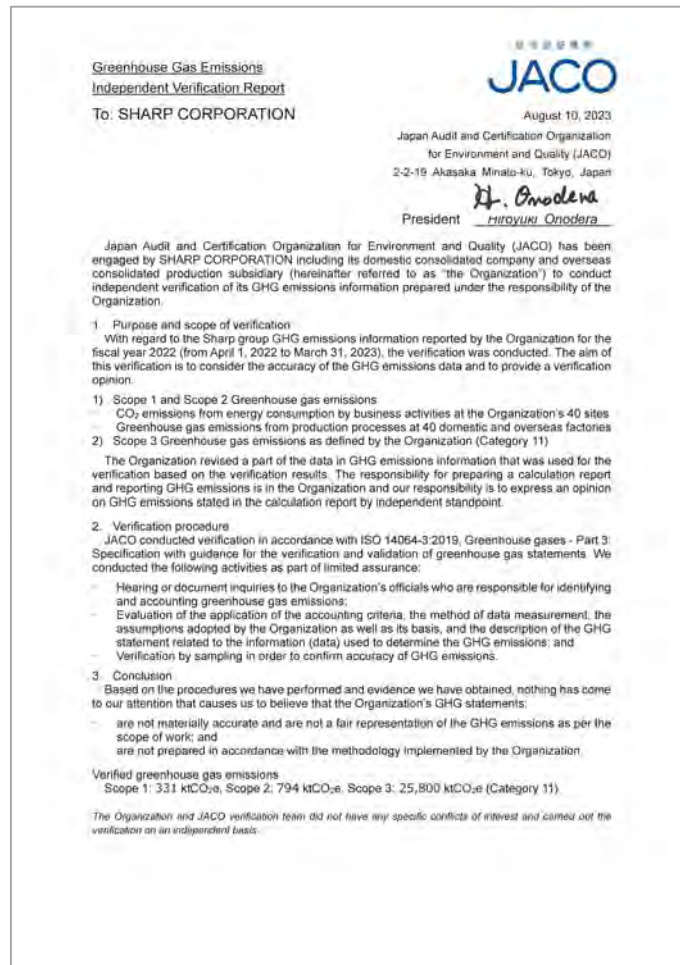 Greenhouse Gas Emissions
Independent Verification Report
To: SHARP CORPORATION
JACO
August 10, 2023
Japan Audit and Certification Organization
for Environment and Quality (JACO)
2-2-19 Akasaka Minato-ku, Tokyo, Japan
H. Onodera
President Hiroyuki Onodera
Japan Audit and Certification Organization for Environment and Quality (JACO) has been
engaged by SHARP CORPORATION including its domestic consolidated company and overseas
consolidated production subsidiary (hereinafter referred to as "the Organization") to conduct
independent verification of its GHG emissions information prepared under the responsibility of the
Organization.
1. Purpose and scope of verification
With regard to the Sharp group GHG emissions information reported by the Organization for the
fiscal year 2022 (from April 1, 2022 to March 31, 2023), the verification was conducted. The aim of
this verification is to consider the accuracy of the GHG emissions data and to provide a verification
opinion.
1) Scope 1 and Scope 2 Greenhouse gas emissions
- CO₂ emissions from energy consumption by business activities at the Organization's 40 sites
- Greenhouse gas emissions from production processes at 40 domestic and overseas factories
2) Scope 3 Greenhouse gas emissions as defined by the Organization (Category 11)
The Organization revised a part of the data in GHG emissions information that was used for the
verification based on the verification results. The responsibility for preparing a calculation report
and reporting GHG emissions is in the Organization and our responsibility is to express an opinion
on GHG emissions stated in the calculation report by independent standpoint.
2. Verification procedure
JACO conducted verification in accordance with ISO 14064-3:2019, Greenhouse gases - Part 3:
Specification with guidance for the verification and validation of greenhouse gas statements. We
conducted the following activities as part of limited assurance:
- Hearing or document inquiries to the Organization's officials who are responsible for identifying
and accounting greenhouse gas emissions;
- Evaluation of the application of the accounting criteria, the method of data measurement, the
assumptions adopted by the Organization as well as its basis, and the description of the GHG
statement related to the information (data) used to determine the GHG emissions; and
- Verification by sampling in order to confirm accuracy of GHG emissions.
3. Conclusion
Based on the procedures we have performed and evidence we have obtained, nothing has come
to our attention that causes us to believe that the Organization's GHG statements:
- are not materially accurate and are not a fair representation of the GHG emissions as per the
scope of work; and
- are not prepared in accordance with the methodology implemented by the Organization.
Verified greenhouse gas emissions
Scope 1: 331 ktCO₂e, Scope 2: 794 ktCO₂e, Scope 3: 25,800 ktCO₂e (Category 11)
The Organization and JACO verification team did not have any specific conflicts of interest and carried out the
verification on an independent basis.